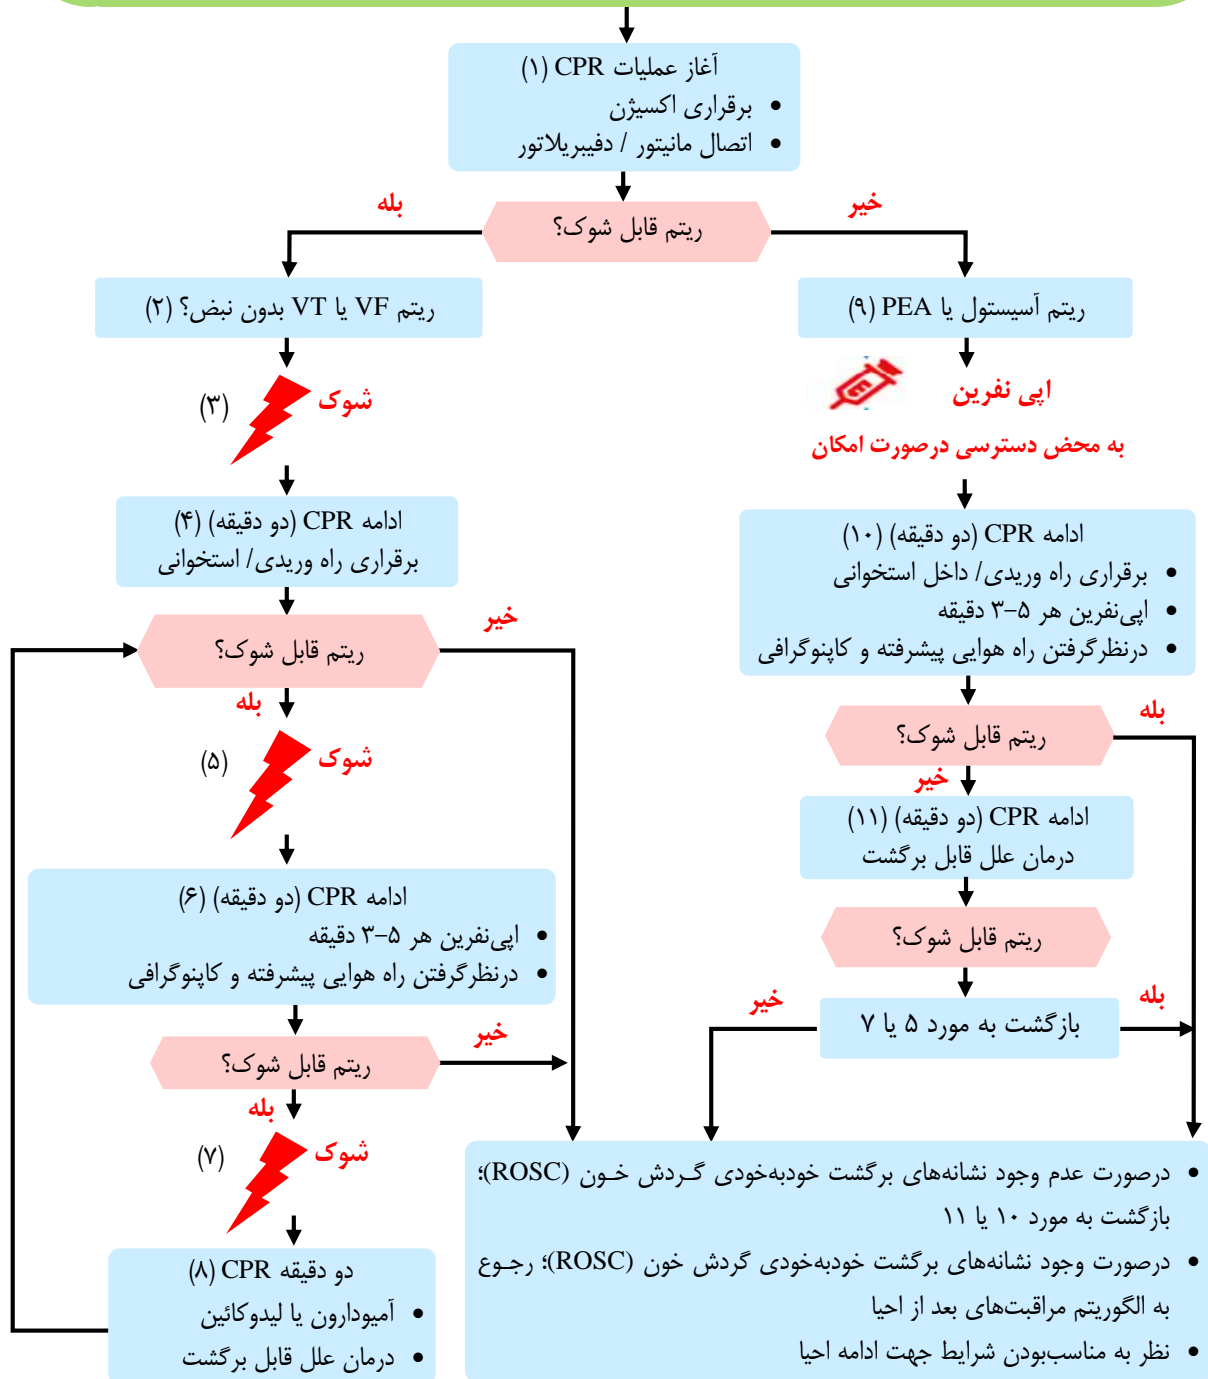 آغاز عملیات CPR (۱)
• برقراری اکسیژن
• اتصال مانیتور / دفیبریلاتور
بله
خیر
ریتم قابل شوک؟
ریتم VF یا VT بدون نبض؟ (۲)
شوک
(۳)
ادامه CPR (دو دقیقه) (۴)
برقراری راه وریدی/ استخوانی
ریتم قابل شوک؟
خیر
بله
شوک
(۵)
ادامه CPR (دو دقیقه) (۶)
• اپی‌نفرین هر ۵–۳ دقیقه
• درنظرگرفتن راه هوایی پیشرفته و کاپنوگرافی
ریتم قابل شوک؟
خیر
بله
شوک
(۷)
دو دقیقه CPR (۸)
• آمیودارون یا لیدوکائین
• درمان علل قابل برگشت
ریتم آسیستول یا PEA (۹)
اپی نفرین
به محض دسترسی درصورت امکان
ادامه CPR (دو دقیقه) (۱۰)
• برقراری راه وریدی/ داخل استخوانی
• اپی‌نفرین هر ۵–۳ دقیقه
• درنظرگرفتن راه هوایی پیشرفته و کاپنوگرافی
ریتم قابل شوک؟
بله
خیر
ادامه CPR (دو دقیقه) (۱۱)
درمان علل قابل برگشت
ریتم قابل شوک؟
خیر
بله
بازگشت به مورد ۵ یا ۷
• درصورت عدم وجود نشانه‌های برگشت خودبه‌خودی گـردش خـون (ROSC)؛
بازگشت به مورد ۱۰ یا ۱۱
• درصورت وجود نشانه‌های برگشت خودبه‌خودی گردش خون (ROSC)؛ رجـوع
به الگوریتم مراقبت‌های بعد از احیا
• نظر به مناسب‌بودن شرایط جهت ادامه احیا